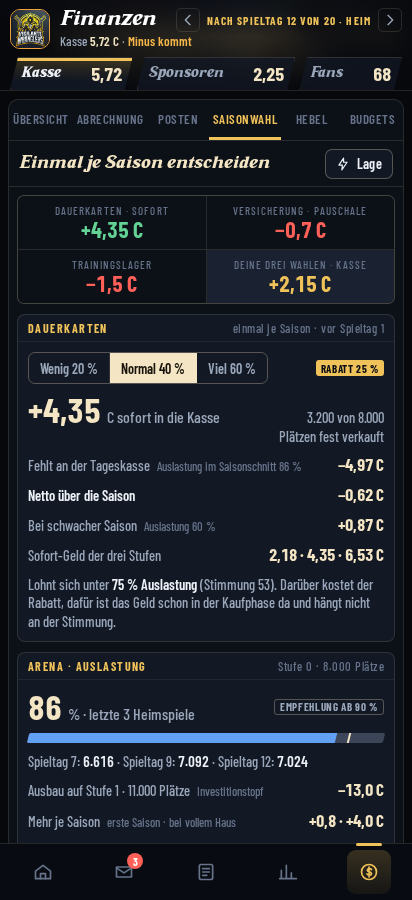 Finanzen
NACH SPIELTAG 12 VON 20 · HEIM
Kasse 5,72 C · Minus kommt
Kasse 5,72
Sponsoren 2,25
Fans 68
ÜBERSICHT ABRECHNUNG POSTEN SAISONWAHL HEBEL BUDGETS
Einmal je Saison entscheiden
Lage
DAUERKARTEN · SOFORT
+4,35 C
VERSICHERUNG · PAUSCHALE
−0,7 C
TRAININGSLAGER
−1,5 C
DEINE DREI WAHLEN · KASSE
+2,15 C
DAUERKARTEN einmal je Saison · vor Spieltag 1
Wenig 20 % Normal 40 % Viel 60 % RABATT 25 %
+4,35 C sofort in die Kasse
3.200 von 8.000
Plätzen fest verkauft
Fehlt an der Tageskasse Auslastung im Saisonschnitt 86 % −4,97 C
Netto über die Saison −0,62 C
Bei schwacher Saison Auslastung 60 % +0,87 C
Sofort-Geld der drei Stufen 2,18 · 4,35 · 6,53 C
Lohnt sich unter 75 % Auslastung (Stimmung 53). Darüber kostet der
Rabatt, dafür ist das Geld schon in der Kaufphase da und hängt nicht
an der Stimmung.
ARENA · AUSLASTUNG Stufe 0 · 8.000 Plätze
86 % · letzte 3 Heimspiele EMPFEHLUNG AB 90 %
Spieltag 7: 6.616 · Spieltag 9: 7.092 · Spieltag 12: 7.024
Ausbau auf Stufe 1 · 11.000 Plätze Investitionstopf −13,0 C
Mehr je Saison erste Saison · bei vollem Haus +0,8 · +4,0 C
3